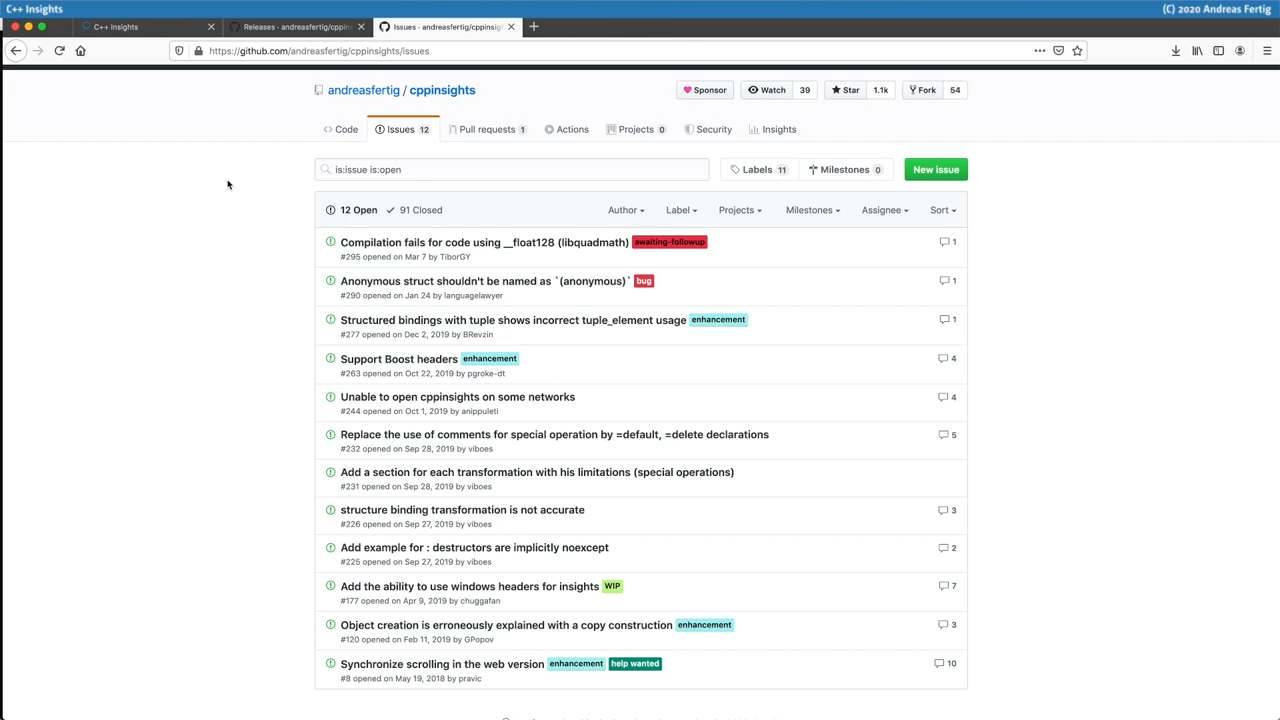 C++ Insights
(C) 2020 Andreas Fertig
C++ Insights
Releases · andreasfertig/cppins
Issues · andreasfertig/cppinsig
https://github.com/andreasfertig/cppinsights/issues
andreasfertig / cppinsights
Sponsor
Watch 39
Star 1.1k
Fork 54
Code
Issues 12
Pull requests 1
Actions
Projects 0
Security
Insights
is:issue is:open
Labels 11
Milestones 0
New issue
12 Open
91 Closed
Author
Label
Projects
Milestones
Assignee
Sort
Compilation fails for code using __float128 (libquadmath) awaiting-followup 1
#295 opened on Mar 7 by TiborGY
Anonymous struct shouldn't be named as `(anonymous)` bug 1
#290 opened on Jan 24 by languagelawyer
Structured bindings with tuple shows incorrect tuple_element usage enhancement 1
#277 opened on Dec 2, 2019 by BRevzin
Support Boost headers enhancement 4
#263 opened on Oct 22, 2019 by pgroke-dt
Unable to open cppinsights on some networks 4
#244 opened on Oct 1, 2019 by anippuleti
Replace the use of comments for special operation by =default, =delete declarations 5
#232 opened on Sep 28, 2019 by viboes
Add a section for each transformation with his limitations (special operations)
#231 opened on Sep 28, 2019 by viboes
structure binding transformation is not accurate 3
#226 opened on Sep 27, 2019 by viboes
Add example for : destructors are implicitly noexcept 2
#225 opened on Sep 27, 2019 by viboes
Add the ability to use windows headers for insights WIP 7
#177 opened on Apr 9, 2019 by chuggafan
Object creation is erroneously explained with a copy construction enhancement 3
#120 opened on Feb 11, 2019 by GPopov
Synchronize scrolling in the web version enhancement help wanted 10
#8 opened on May 19, 2018 by pravic